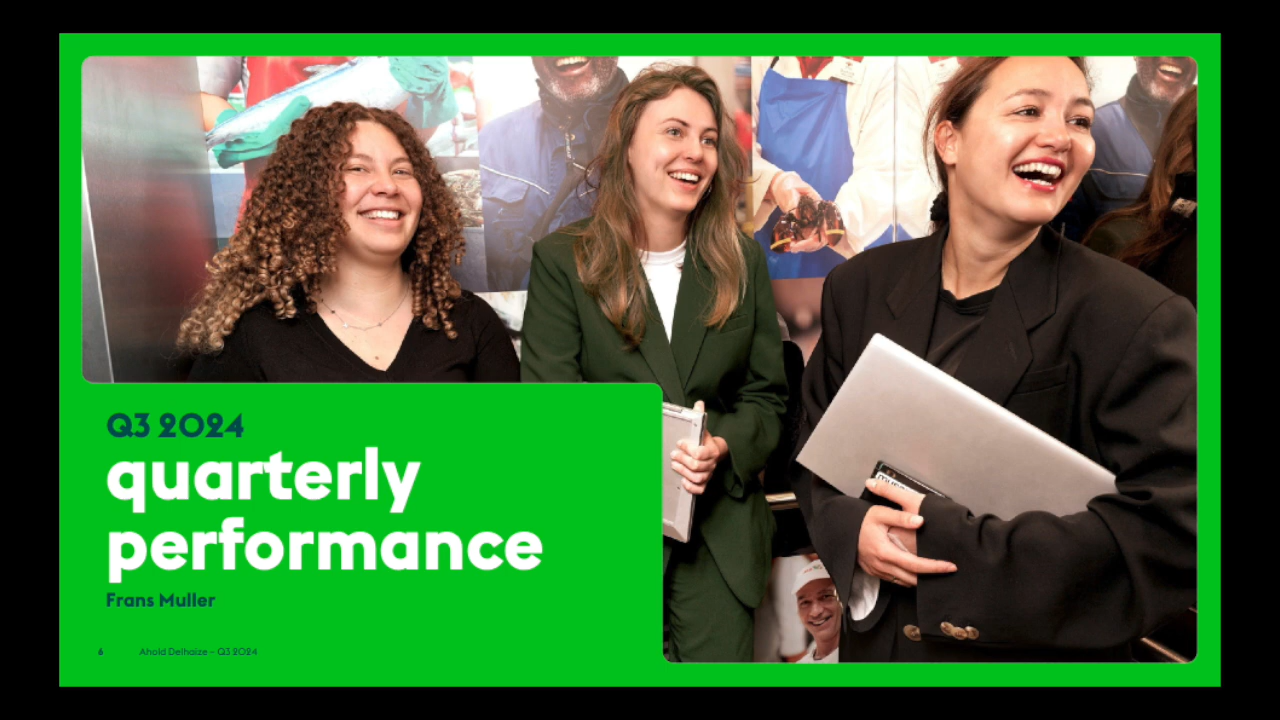 Q3 2024
quarterly
performance
Frans Muller
6 Ahold Delhaize – Q3 2024